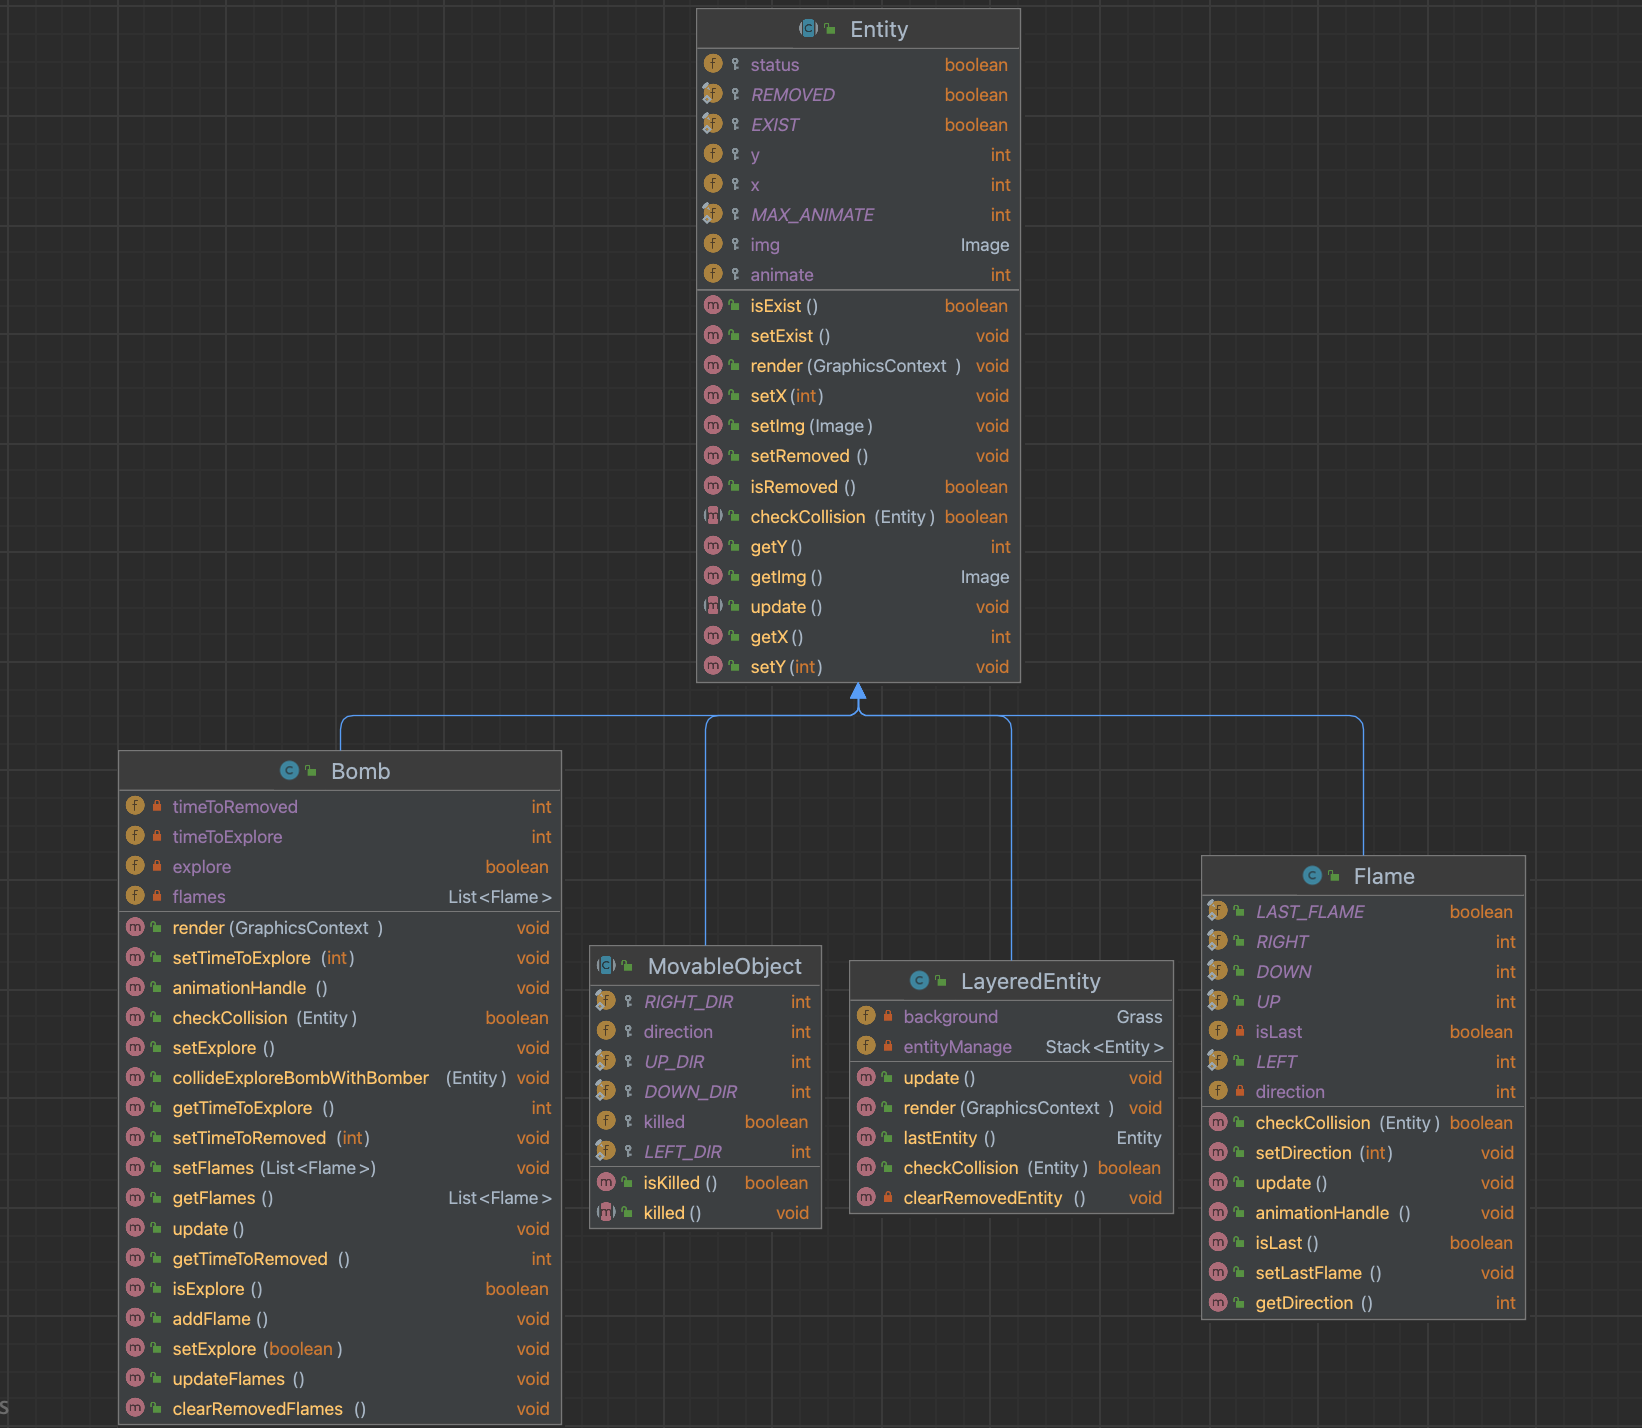 Entity
status boolean
REMOVED boolean
EXIST boolean
y int
x int
MAX_ANIMATE int
img Image
animate int
isExist () boolean
setExist () void
render (GraphicsContext ) void
setX (int) void
setImg (Image ) void
setRemoved () void
isRemoved () boolean
checkCollision (Entity ) boolean
getY () int
getImg () Image
update () void
getX () int
setY (int) void
Bomb
timeToRemoved int
timeToExplore int
explore boolean
flames List<Flame>
render (GraphicsContext ) void
setTimeToExplore (int) void
animationHandle () void
checkCollision (Entity ) boolean
setExplore () void
collideExploreBombWithBomber (Entity ) void
getTimeToExplore () int
setTimeToRemoved (int) void
setFlames (List<Flame>) void
getFlames () List<Flame>
update () void
getTimeToRemoved () int
isExplore () boolean
addFlame () void
setExplore (boolean ) void
updateFlames () void
clearRemovedFlames () void
MovableObject
RIGHT_DIR int
direction int
UP_DIR int
DOWN_DIR int
killed boolean
LEFT_DIR int
isKilled () boolean
killed () void
LayeredEntity
background Grass
entityManage Stack<Entity>
update () void
render (GraphicsContext ) void
lastEntity () Entity
checkCollision (Entity ) boolean
clearRemovedEntity () void
Flame
LAST_FLAME boolean
RIGHT int
DOWN int
UP int
isLast boolean
LEFT int
direction int
checkCollision (Entity ) boolean
setDirection (int) void
update () void
animationHandle () void
isLast () boolean
setLastFlame () void
getDirection () int